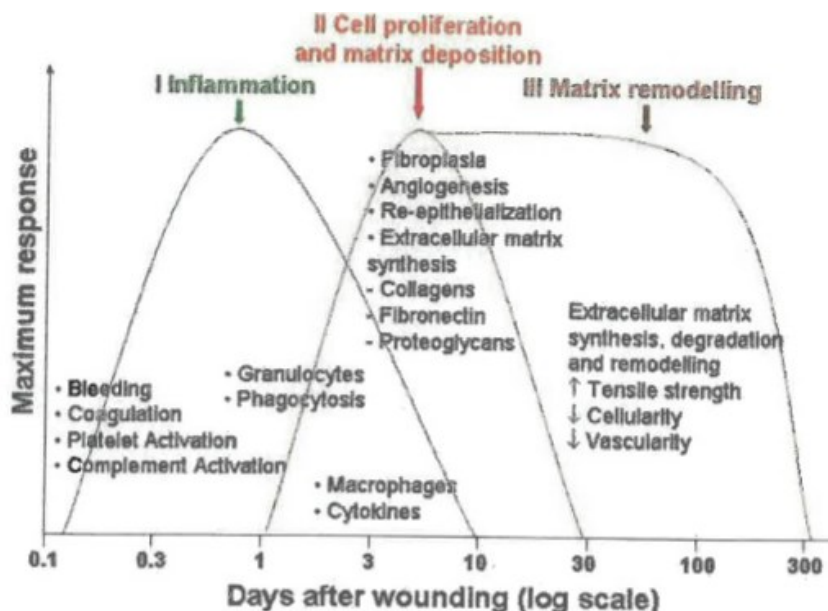 II Cell proliferation
and matrix deposition
I Inflammation
III Matrix remodelling
Maximum response
• Fibroplasia
• Angiogenesis
• Re-epithelialization
• Extracellular matrix
synthesis
- Collagens
- Fibronectin
- Proteoglycans
Extracellular matrix
synthesis, degradation
and remodelling
↑ Tensile strength
↓ Cellularity
↓ Vascularity
• Granulocytes
• Phagocytosis
• Bleeding
• Coagulation
• Platelet Activation
• Complement Activation
• Macrophages
• Cytokines
0.1 0.3 1 3 10 30 100 300
Days after wounding (log scale)